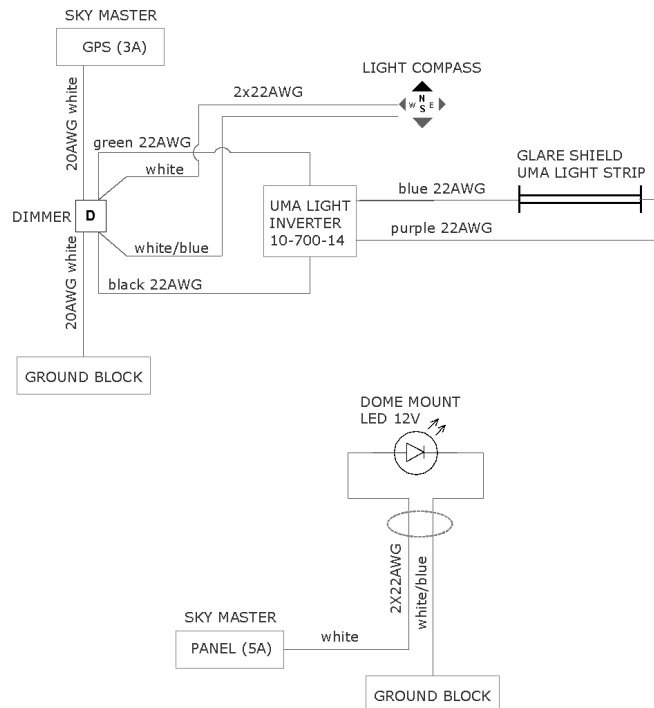 SKY MASTER
GPS (3A)
LIGHT COMPASS
2x22AWG
N
W E
S
20AWG white
green 22AWG
white
GLARE SHIELD
UMA LIGHT STRIP
blue 22AWG
DIMMER
D
UMA LIGHT
INVERTER
10-700-14
purple 22AWG
white/blue
20AWG white
black 22AWG
GROUND BLOCK
DOME MOUNT
LED 12V
2X22AWG
white/blue
SKY MASTER
white
PANEL (5A)
GROUND BLOCK